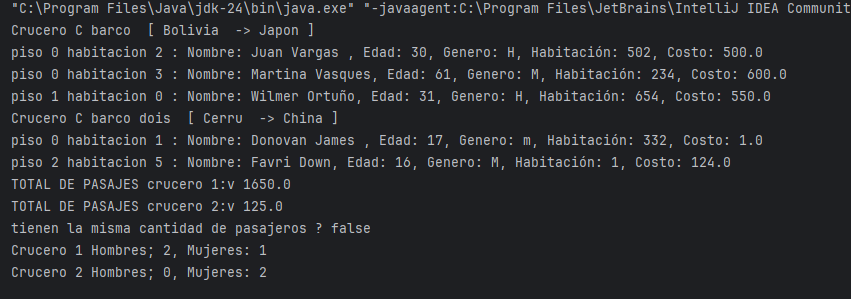 "C:\Program Files\Java\jdk-24\bin\java.exe" "-javaagent:C:\Program Files\JetBrains\IntelliJ IDEA Communit
Crucero C barco  [ Bolivia  -> Japon ]
piso 0 habitacion 2 : Nombre: Juan Vargas , Edad: 30, Genero: H, Habitación: 502, Costo: 500.0
piso 0 habitacion 3 : Nombre: Martina Vasques, Edad: 61, Genero: M, Habitación: 234, Costo: 600.0
piso 1 habitacion 0 : Nombre: Wilmer Ortuño, Edad: 31, Genero: H, Habitación: 654, Costo: 550.0
Crucero C barco dois  [ Cerru  -> China ]
piso 0 habitacion 1 : Nombre: Donovan James , Edad: 17, Genero: m, Habitación: 332, Costo: 1.0
piso 2 habitacion 5 : Nombre: Favri Down, Edad: 16, Genero: M, Habitación: 1, Costo: 124.0
TOTAL DE PASAJES crucero 1:v 1650.0
TOTAL DE PASAJES crucero 2:v 125.0
tienen la misma cantidad de pasajeros ? false
Crucero 1 Hombres; 2, Mujeres: 1
Crucero 2 Hombres; 0, Mujeres: 2